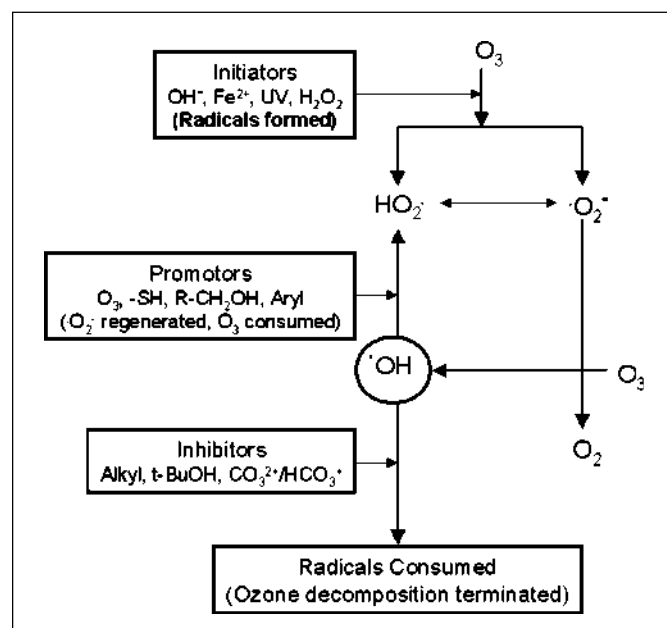 O₃
Initiators
OH⁻, Fe²⁺, UV, H₂O₂
(Radicals formed)
HO₂·
·O₂⁻
Promotors
O₃, -SH, R-CH₂OH, Aryl
(·O₂⁻ regenerated, O₃ consumed)
·OH
O₃
O₂
Inhibitors
Alkyl, t-BuOH, CO₃²⁺/HCO₃⁺
Radicals Consumed
(Ozone decomposition terminated)